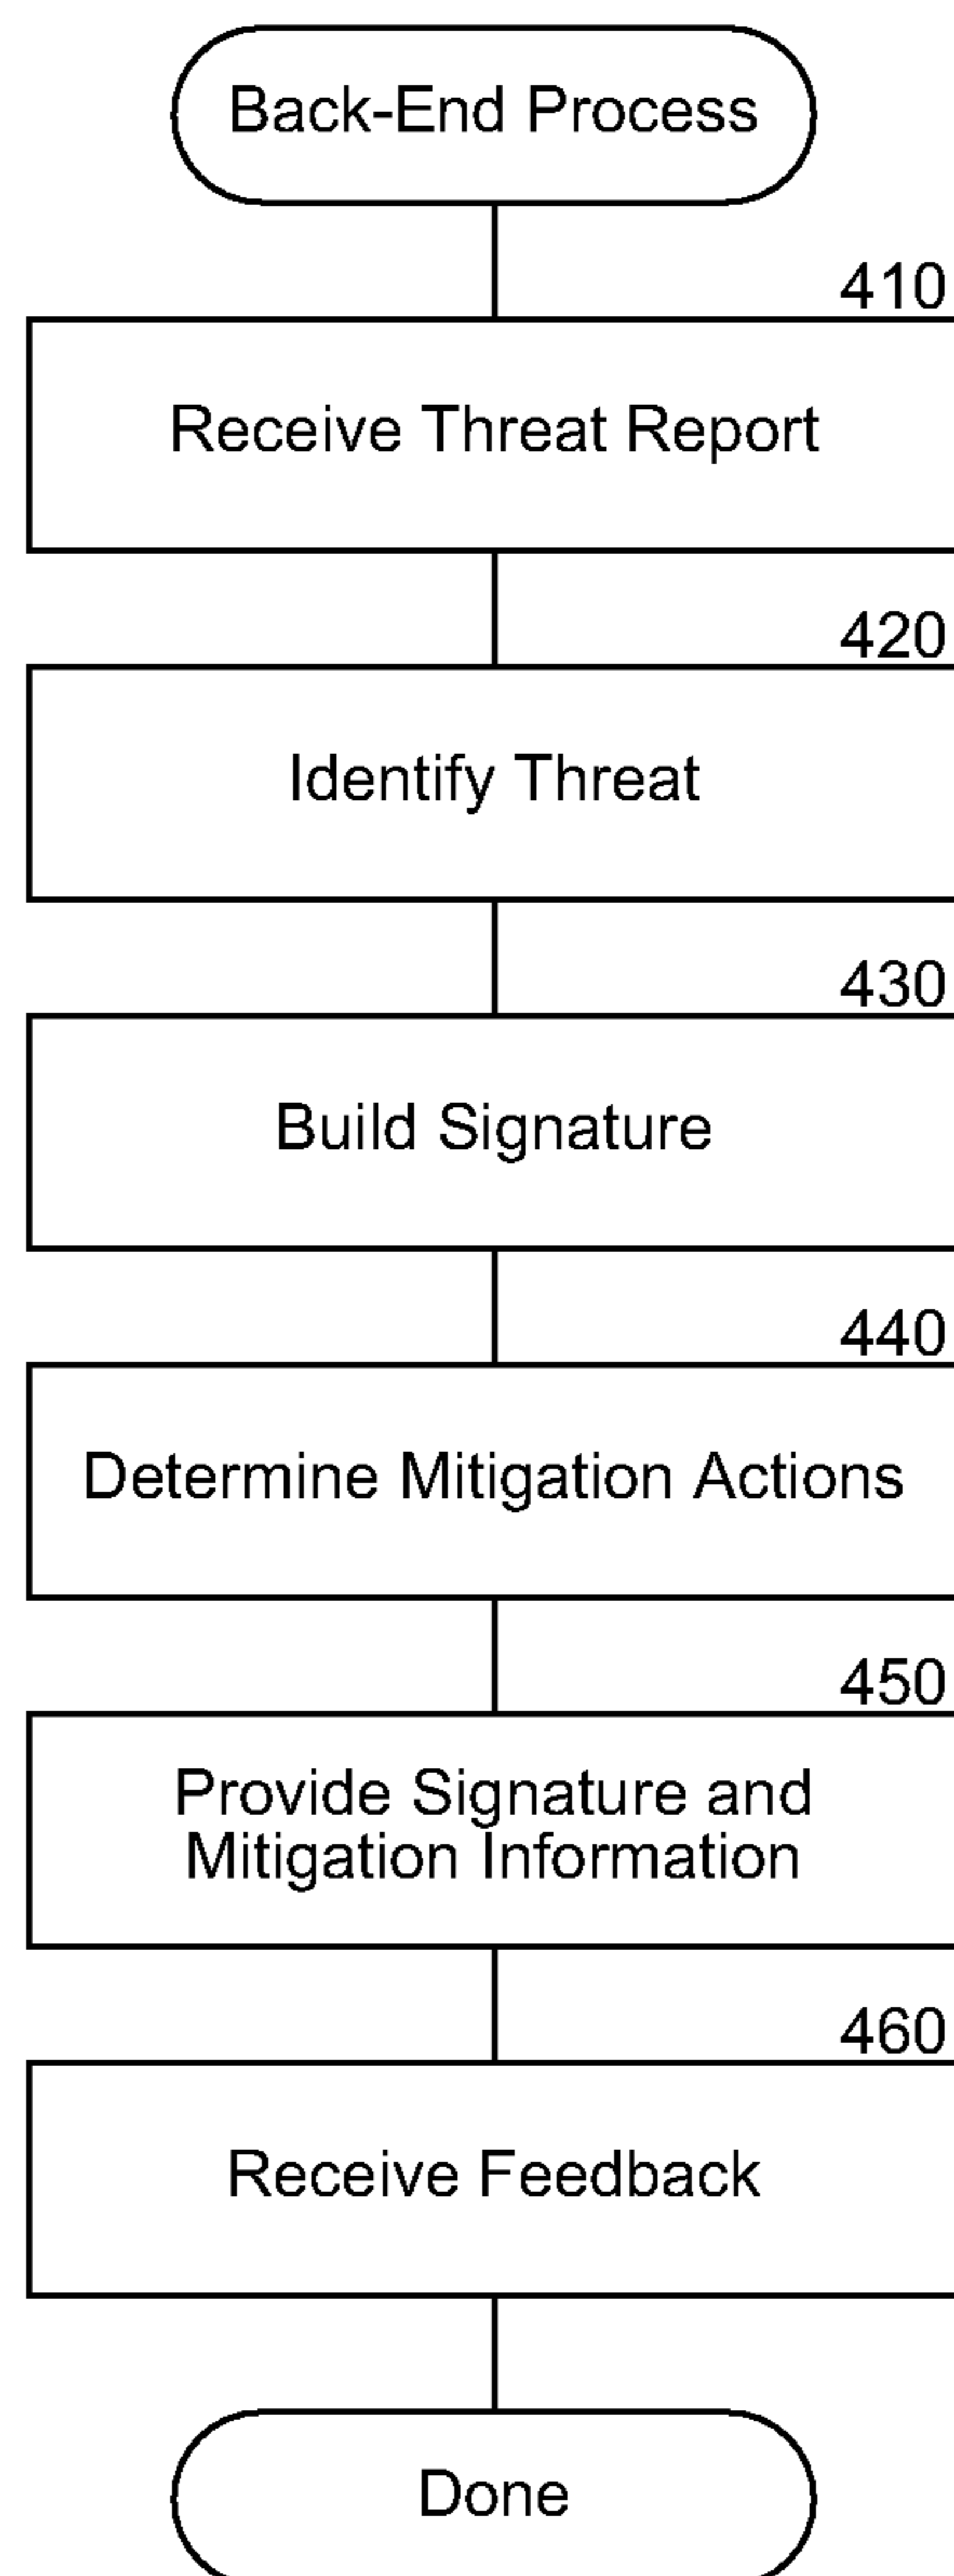 Back-End Process
410
Receive Threat Report
420
Identify Threat
430
Build Signature
440
Determine Mitigation Actions
450
Provide Signature and
Mitigation Information
460
Receive Feedback
Done